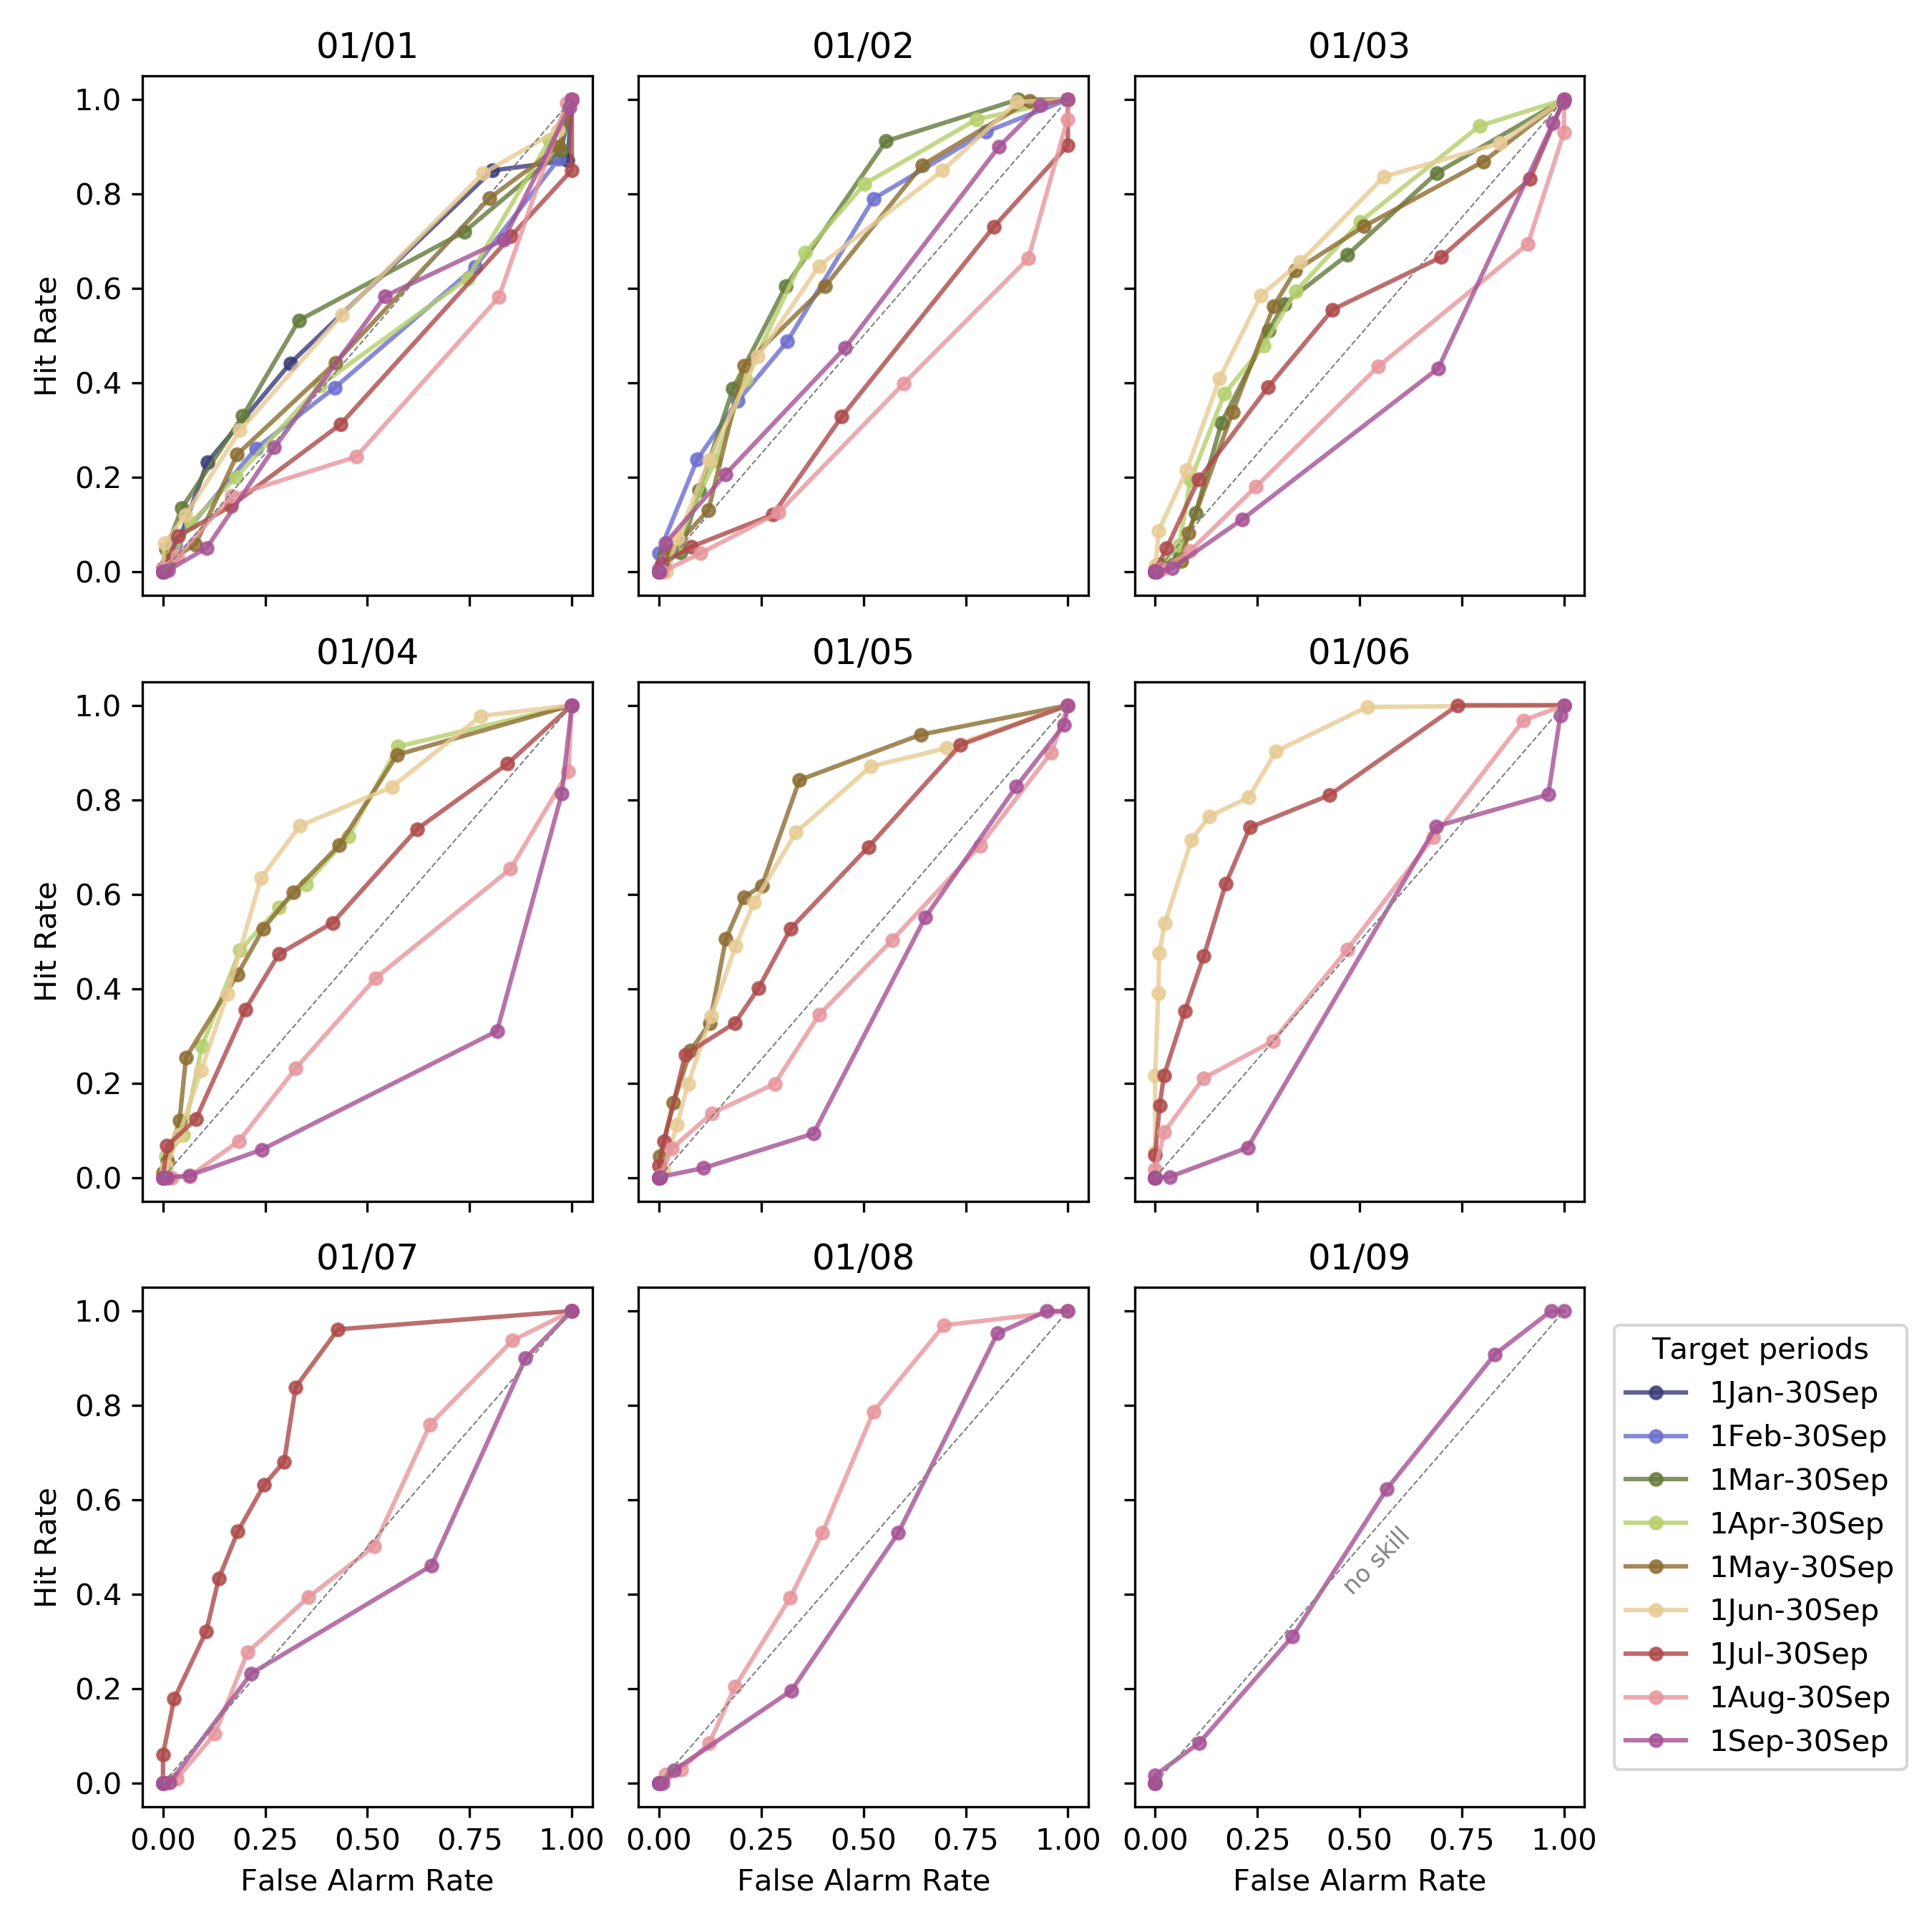 01/01
01/02
01/03
1.0
0.8
0.6
0.4
0.2
0.0
Hit Rate
01/04
01/05
01/06
1.0
0.8
0.6
0.4
0.2
0.0
Hit Rate
01/07
01/08
01/09
1.0
0.8
0.6
0.4
0.2
0.0
Hit Rate
no skill
0.00 0.25 0.50 0.75 1.00
0.00 0.25 0.50 0.75 1.00
0.00 0.25 0.50 0.75 1.00
False Alarm Rate
False Alarm Rate
False Alarm Rate
Target periods
1Jan-30Sep
1Feb-30Sep
1Mar-30Sep
1Apr-30Sep
1May-30Sep
1Jun-30Sep
1Jul-30Sep
1Aug-30Sep
1Sep-30Sep